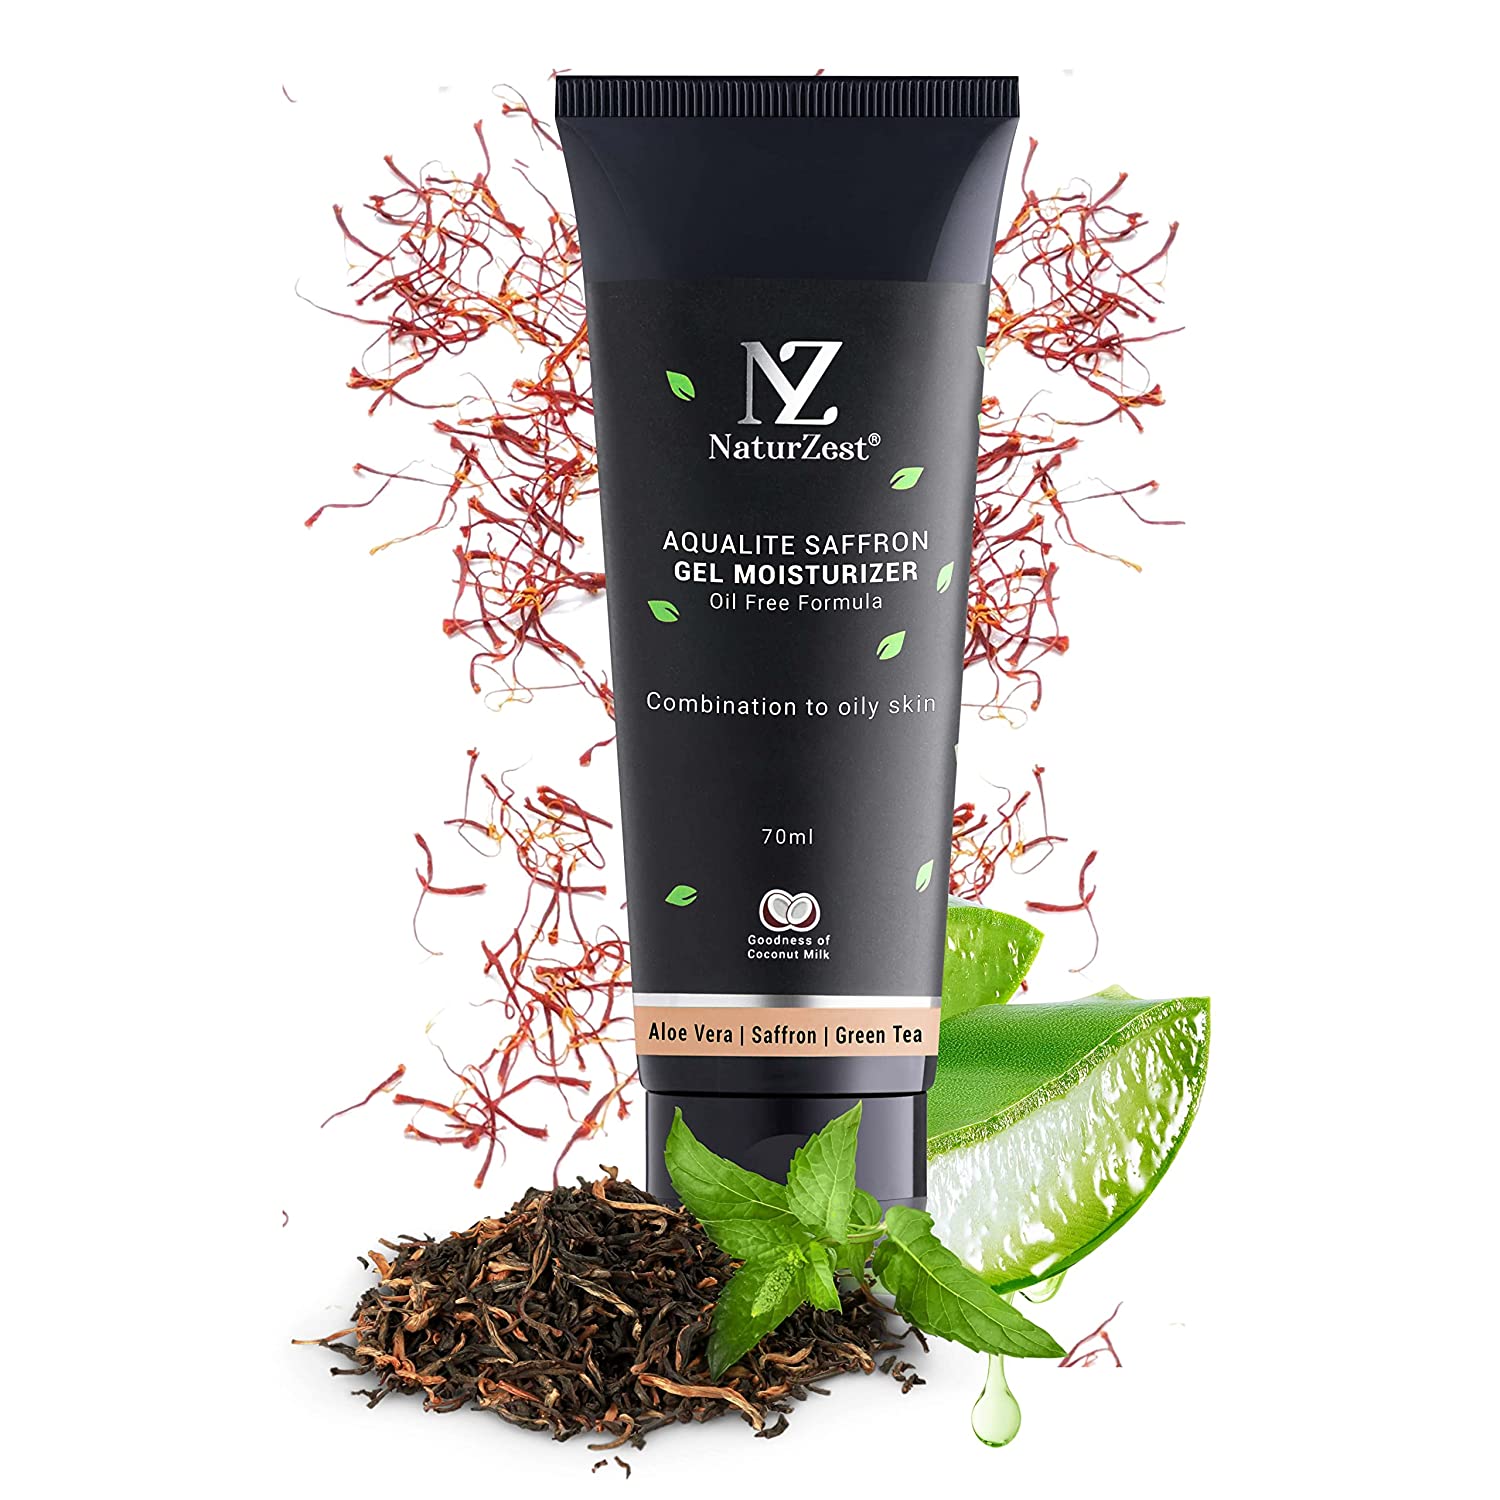 NZ
NaturZest®
AQUALITE SAFFRON
GEL MOISTURIZER
Oil Free Formula
Combination to oily skin
70ml
Goodness of
Coconut Milk
Aloe Vera | Saffron | Green Tea